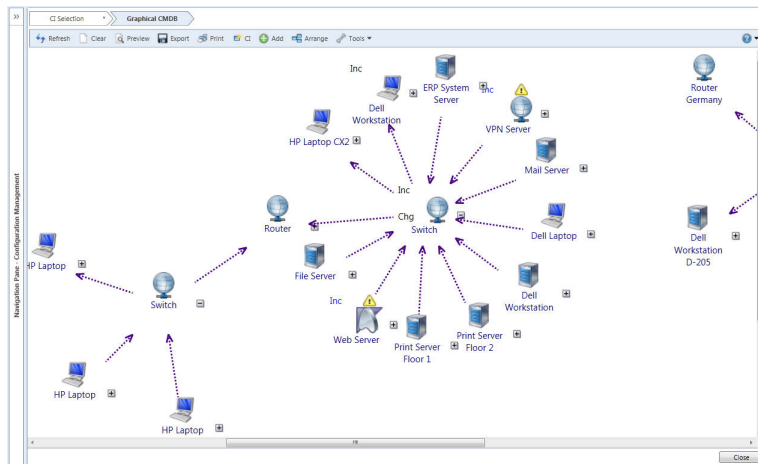 CI Selection
Graphical CMDB
Refresh Clear Preview Export Print CI Add Arrange Tools
Navigation Pane - Configuration Management
Inc
Dell
Workstation
ERP System
Server
Inc
VPN Server
Router
Germany
HP Laptop CX2
Mail Server
Inc
Chg
Switch
Router
Dell Laptop
Dell
Workstation
D-205
HP Laptop
File Server
Switch
Inc
Web Server
Print Server
Floor 1
Print Server
Floor 2
Dell
Workstation
HP Laptop
HP Laptop
Close